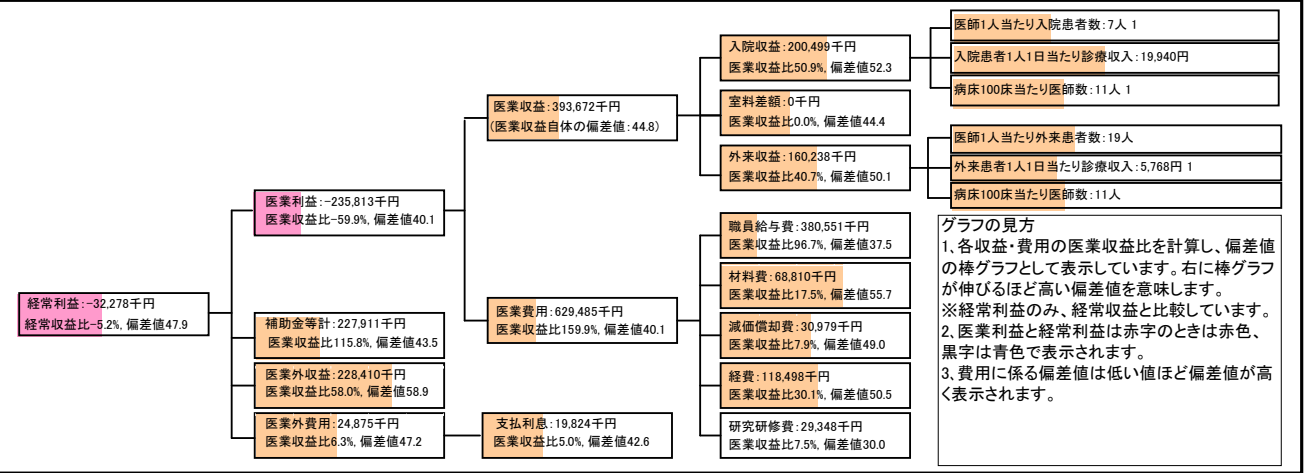 経常利益:-32,278千円
経常収益比-5.2%, 偏差値47.9
医業利益:-235,813千円
医業収益比-59.9%, 偏差値40.1
補助金等計:227,911千円
医業収益比115.8%, 偏差値43.5
医業外収益:228,410千円
医業収益比58.0%, 偏差値58.9
医業外費用:24,875千円
医業収益比6.3%, 偏差値47.2
医業収益:393,672千円
(医業収益自体の偏差値:44.8)
医業費用:629,485千円
医業収益比159.9%, 偏差値40.1
支払利息:19,824千円
医業収益比5.0%, 偏差値42.6
入院収益:200,499千円
医業収益比50.9%, 偏差値52.3
室料差額:0千円
医業収益比0.0%, 偏差値44.4
外来収益:160,238千円
医業収益比40.7%, 偏差値50.1
職員給与費:380,551千円
医業収益比96.7%, 偏差値37.5
材料費:68,810千円
医業収益比17.5%, 偏差値55.7
減価償却費:30,979千円
医業収益比7.9%, 偏差値49.0
経費:118,498千円
医業収益比30.1%, 偏差値50.5
研究研修費:29,348千円
医業収益比7.5%, 偏差値30.0
医師1人当たり入院患者数:7人 1
入院患者1人1日当たり診療収入:19,940円
病床100床当たり医師数:11人 1
医師1人当たり外来患者数:19人
外来患者1人1日当たり診療収入:5,768円 1
病床100床当たり医師数:11人
グラフの見方
1、各収益・費用の医業収益比を計算し、偏差値
の棒グラフとして表示しています。右に棒グラフ
が伸びるほど高い偏差値を意味します。
※経常利益のみ、経常収益と比較しています。
2、医業利益と経常利益は赤字のときは赤色、
黒字は青色で表示されます。
3、費用に係る偏差値は低い値ほど偏差値が高
く表示されます。